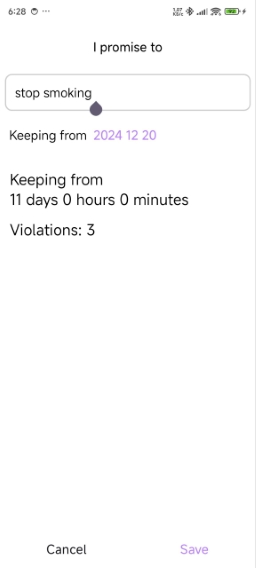 6:28
I promise to
stop smoking
Keeping from 2024 12 20
Keeping from
11 days 0 hours 0 minutes
Violations: 3
Cancel Save